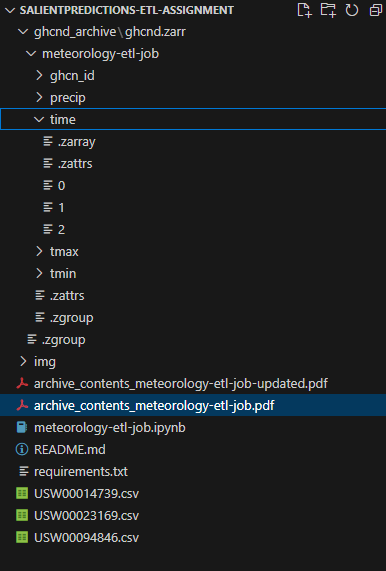 SALIENTPREDICTIONS-ETL-ASSIGNMENT
ghcnd_archive\ghcnd.zarr
meteorology-etl-job
ghcn_id
precip
time
.zarray
.zattrs
0
1
2
tmax
tmin
.zattrs
.zgroup
.zgroup
img
archive_contents_meteorology-etl-job-updated.pdf
archive_contents_meteorology-etl-job.pdf
meteorology-etl-job.ipynb
README.md
requirements.txt
USW00014739.csv
USW00023169.csv
USW00094846.csv